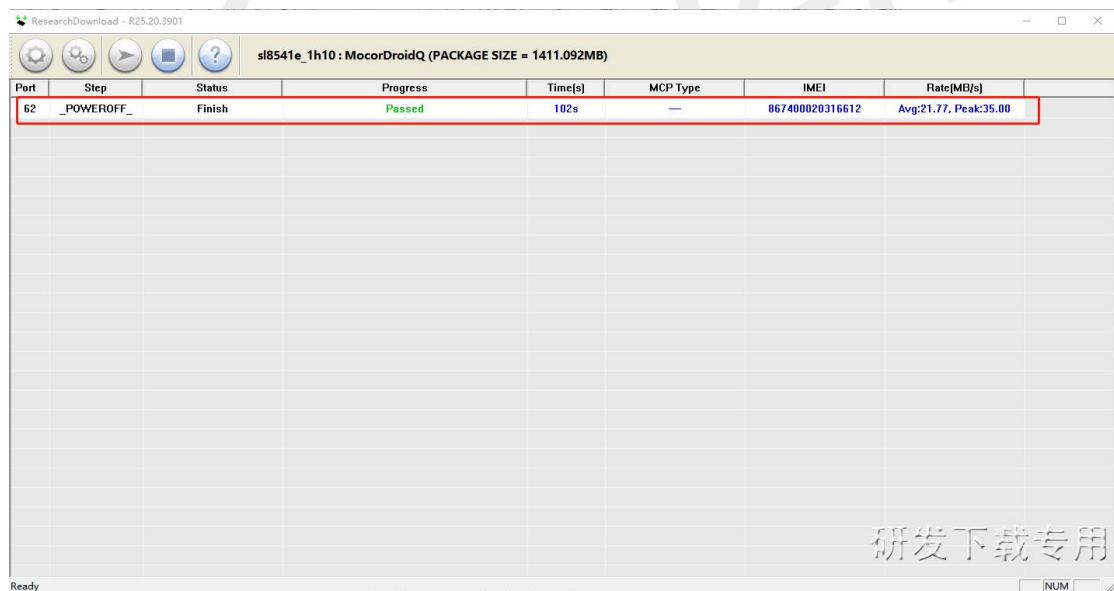 ResearchDownload - R25.20.3901
sl8541e_1h10 : MocorDroidQ (PACKAGE SIZE = 1411.092MB)
Port Step Status Progress Time(s) MCP Type IMEI Rate(MB/s)
62 _POWEROFF_ Finish Passed 102s — 867400020316612 Avg:21.77, Peak:35.00
研发下载专用
Ready NUM